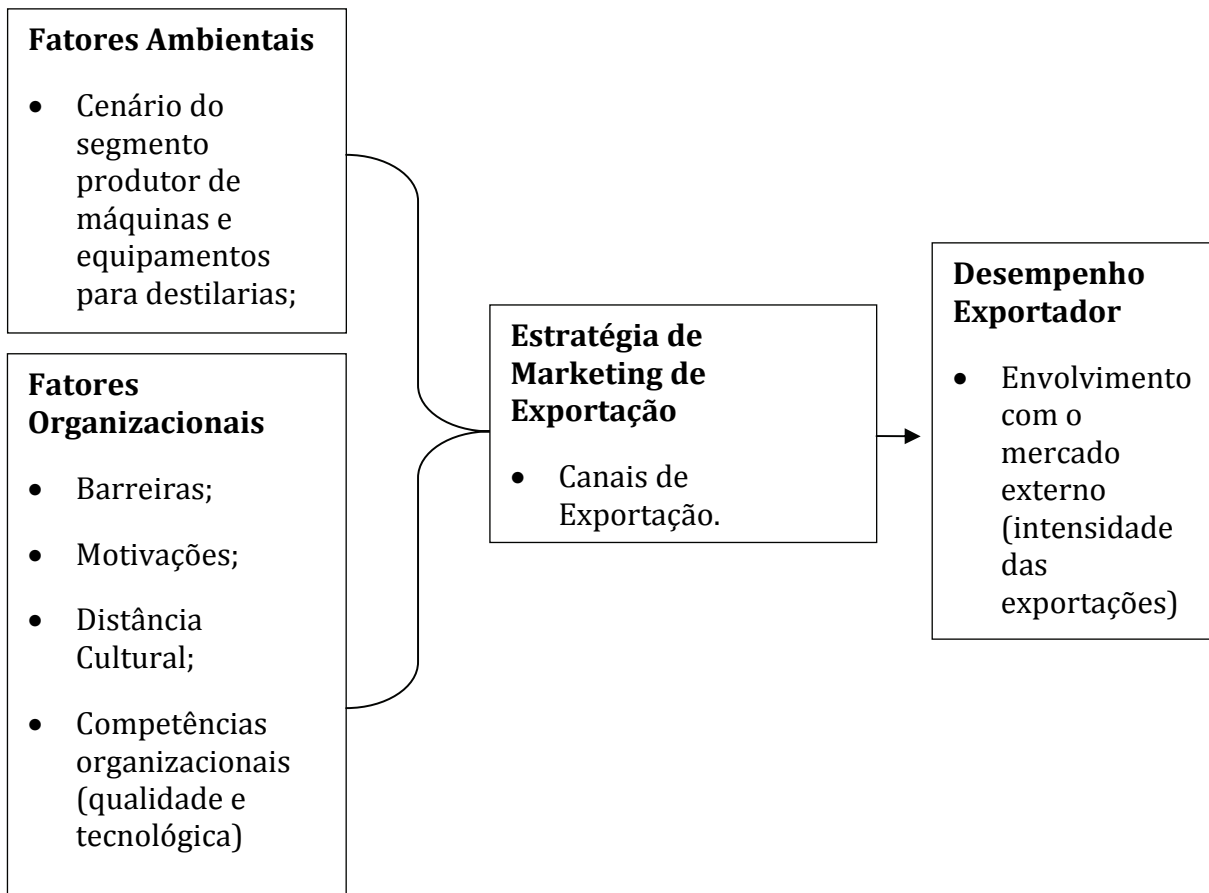 Fatores Ambientais
• Cenário do
segmento
produtor de
máquinas e
equipamentos
para destilarias;
Fatores
Organizacionais
• Barreiras;
• Motivações;
• Distância
Cultural;
• Competências
organizacionais
(qualidade e
tecnológica)
Estratégia de
Marketing de
Exportação
• Canais de
Exportação.
Desempenho
Exportador
• Envolvimento
com o
mercado
externo
(intensidade
das
exportações)